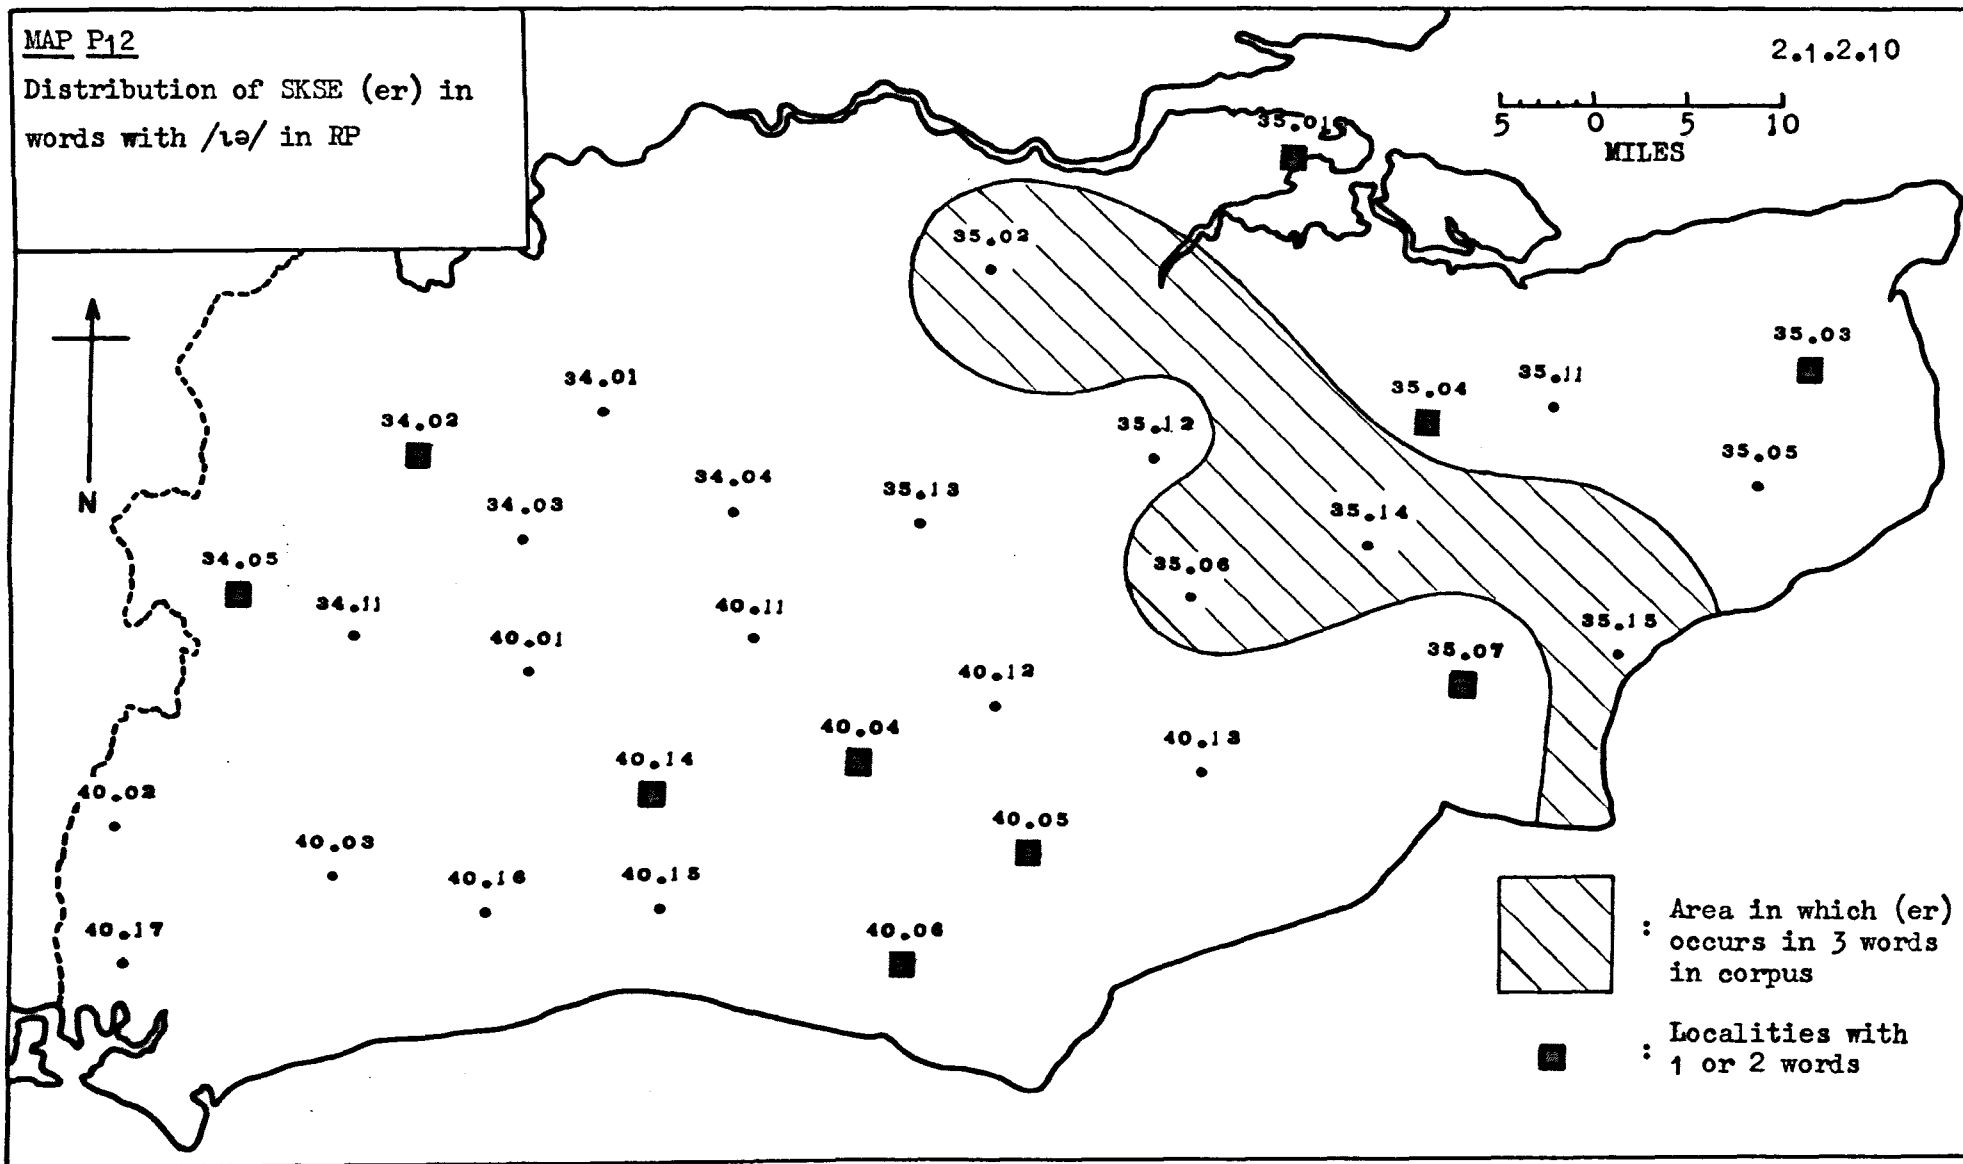 MAP P12
Distribution of SKSE (er) in
words with /ɩə/ in RP
2.1.2.10
5 0 5 10
MILES
35.01
35.02
35.03
34.01
35.11
35.04
34.02
35.12
35.05
34.04
35.13
34.03
35.14
34.05
35.06
34.11
40.11
35.15
40.01
35.07
40.12
40.04
40.13
40.14
40.02
40.05
40.03
40.16
40.15
40.17
40.06
N
: Area in which (er)
occurs in 3 words
in corpus
: Localities with
1 or 2 words